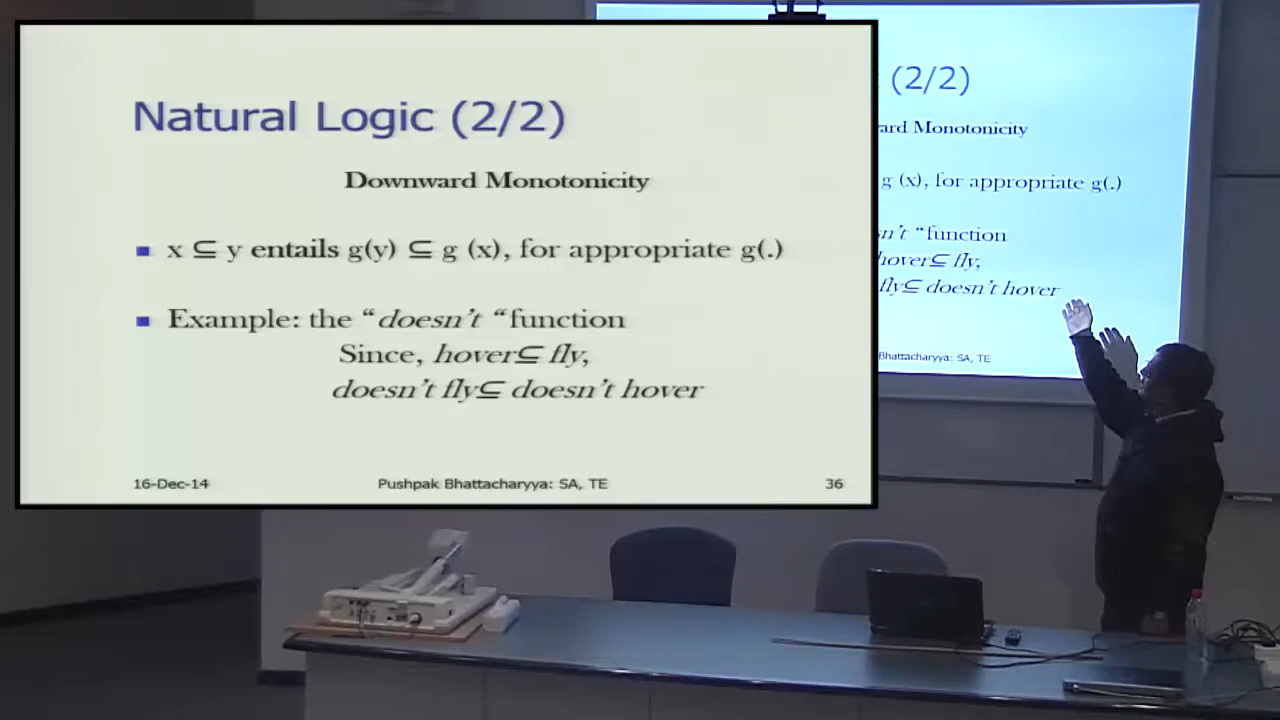 Natural Logic (2/2)
Downward Monotonicity
x ⊆ y entails g(y) ⊆ g (x), for appropriate g(.)
Example: the “doesn’t “function
Since, hover⊆ fly,
doesn’t fly⊆ doesn’t hover
16-Dec-14 Pushpak Bhattacharyya: SA, TE 36
(2/2)
ard Monotonicity
g (x), for appropriate g(.)
sn’t “function
hover⊆ fly,
fly⊆ doesn’t hover
Bhattacharyya: SA, TE